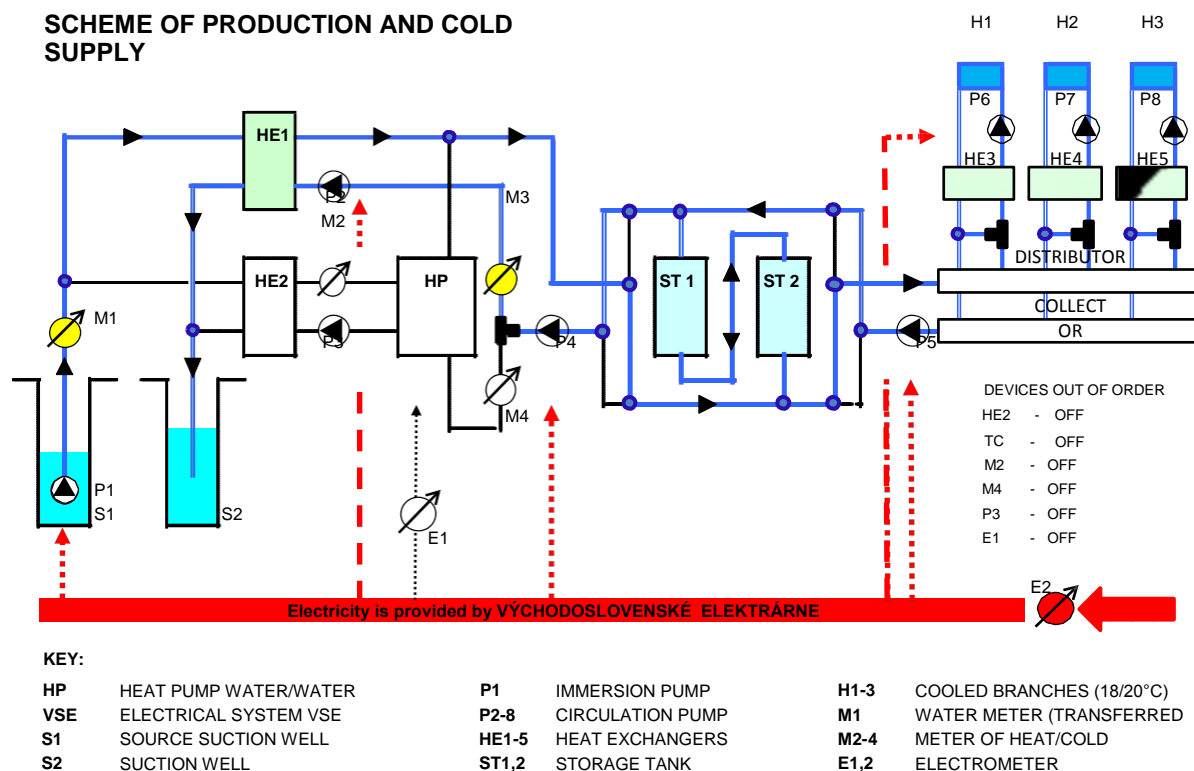 SCHEME OF PRODUCTION AND COLD
SUPPLY
H1 H2 H3
P6 P7 P8
HE1
HE3 HE4 HE5
P2
M2
M3
DISTRIBUTOR
HE2 HP ST 1 ST 2
COLLECT
OR
M1
P3 P4 P5
M4
DEVICES OUT OF ORDER
HE2 - OFF
TC - OFF
M2 - OFF
M4 - OFF
P3 - OFF
E1 - OFF
P1
S1 S2
E1
E2
Electricity is provided by VÝCHODOSLOVENSKÉ ELEKTRÁRNE
KEY:
HP HEAT PUMP WATER/WATER P1 IMMERSION PUMP H1-3 COOLED BRANCHES (18/20°C)
VSE ELECTRICAL SYSTEM VSE P2-8 CIRCULATION PUMP M1 WATER METER (TRANSFERRED
S1 SOURCE SUCTION WELL HE1-5 HEAT EXCHANGERS M2-4 METER OF HEAT/COLD
S2 SUCTION WELL ST1,2 STORAGE TANK E1,2 ELECTROMETER